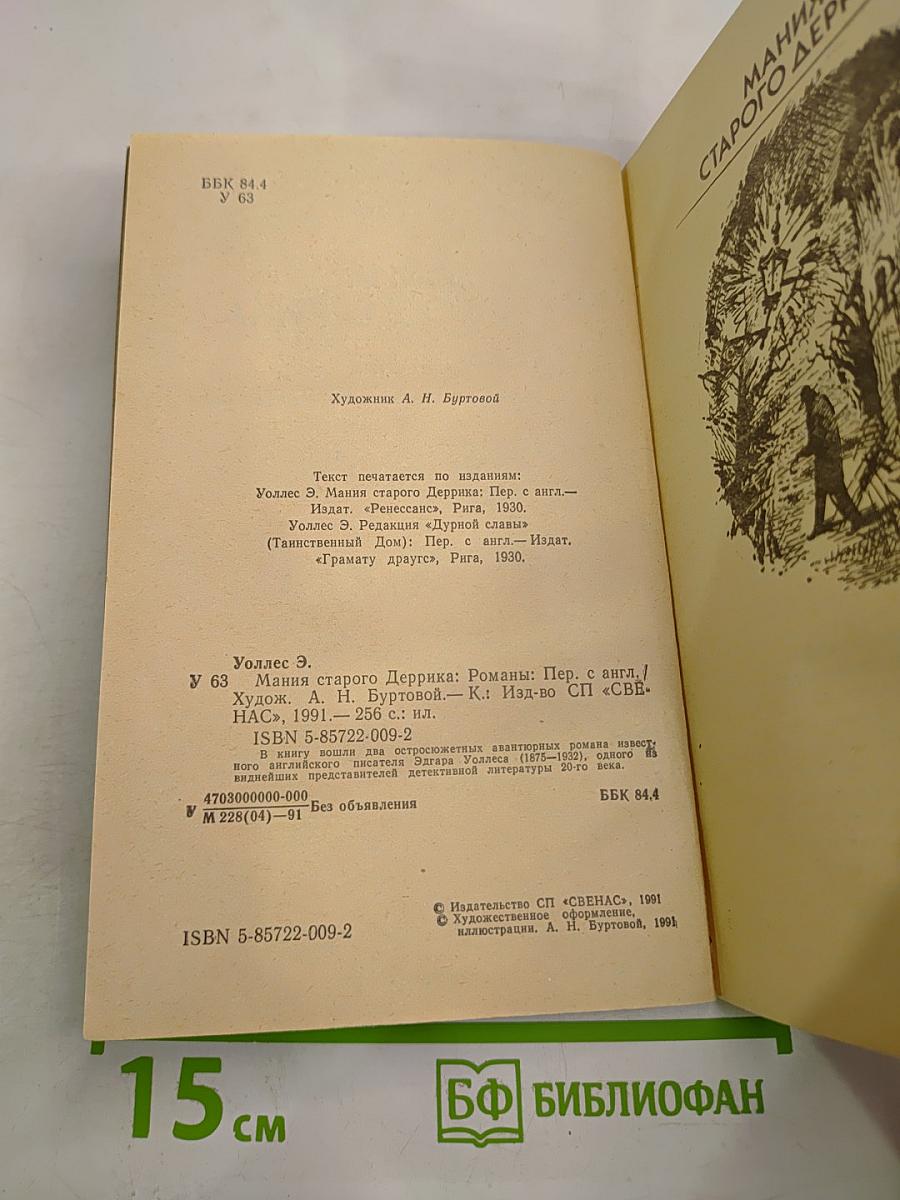 ББК 84.4
У 63
Художник А. Н. Буртовой
Текст печатается по изданиям:
Уоллес Э. Мания старого Деррика: Пер. с англ.—
Издат. «Ренессанс», Рига, 1930.
Уоллес Э. Редакция «Дурной славы»
(Таинственный Дом): Пер. с англ.—Издат.
«Грамату драугс», Рига, 1930.
Уоллес Э.
У 63 Мания старого Деррика: Романы: Пер. с англ./
Худож. А. Н. Буртовой.— К.: Изд-во СП «СВЕ-
НАС», 1991.— 256 с.: ил.
ISBN 5-85722-009-2
В книгу вошли два остросюжетных авантюрных романа извест-
ного английского писателя Эдгара Уоллеса (1875—1932), одного из
виднейших представителей детективной литературы 20-го века.
У 4703000000-000
М 228(04)—91 Без объявления
ББК 84.4
ISBN 5-85722-009-2
© Издательство СП «СВЕНАС», 1991
© Художественное оформление,
иллюстрации. А. Н. Буртовой, 1991
МАНИЯ
СТАРОГО ДЕРР
15 см
БФ БИБЛИОФАН